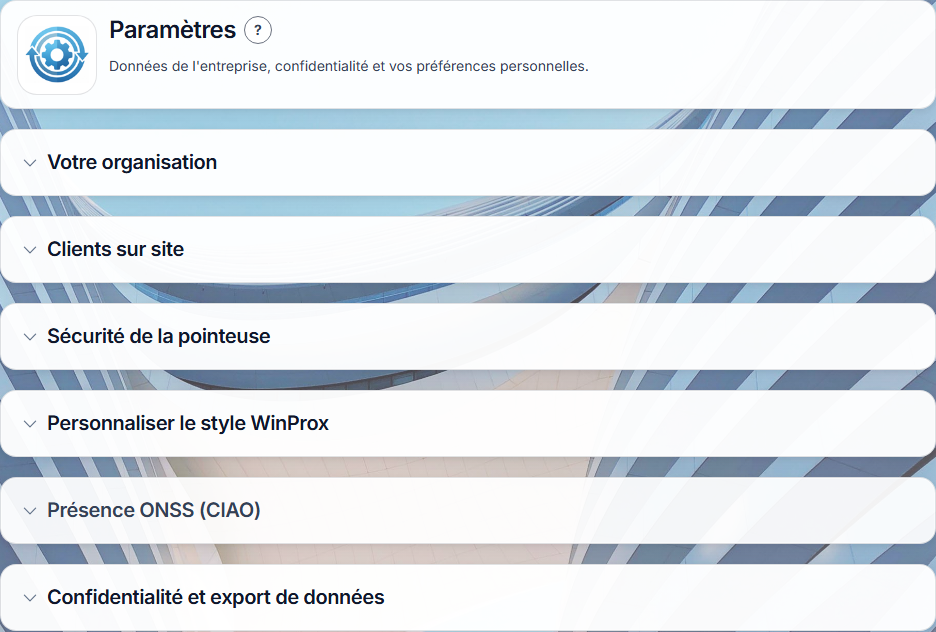 Paramètres ?
Données de l'entreprise, confidentialité et vos préférences personnelles.
Votre organisation
Clients sur site
Sécurité de la pointeuse
Personnaliser le style WinProx
Présence ONSS (CIAO)
Confidentialité et export de données